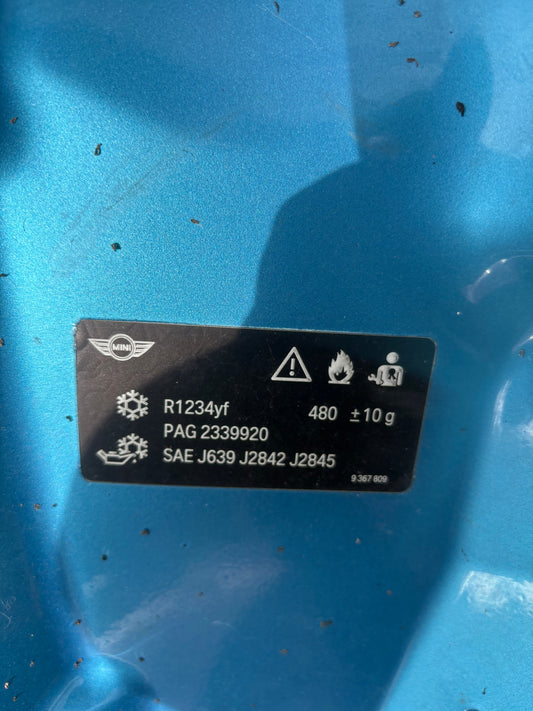 MINI
R1234yf 480 ±10 g
PAG 2339920
SAE J639 J2842 J2845
9 367 809